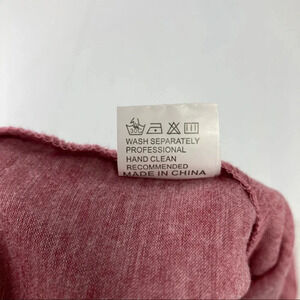 WASH SEPARATELY
PROFESSIONAL
HAND CLEAN
RECOMMENDED
MADE IN CHINA